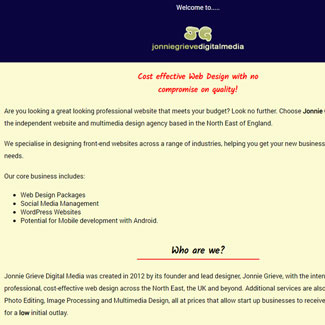 Welcome to.....
JG
jonniegrievedigitalmedia
Cost effective Web Design with no
compromise on quality!
Are you looking a great looking professional website that meets your budget? Look no further. Choose Jonnie
the independent website and multimedia design agency based in the North East of England.
We specialise in designing front-end websites across a range of industries, helping you get your new business
needs.
Our core business includes:
Web Design Packages
Social Media Management
WordPress Websites
Potential for Mobile development with Android.
Who are we?
Jonnie Grieve Digital Media was created in 2012 by its founder and lead designer, Jonnie Grieve, with the inten
professional, cost-effective web design across the North East, the UK and beyond. Additional services are also
Photo Editing, Image Processing and Multimedia Design, all at prices that allow start up businesses to receive
for a low initial outlay.